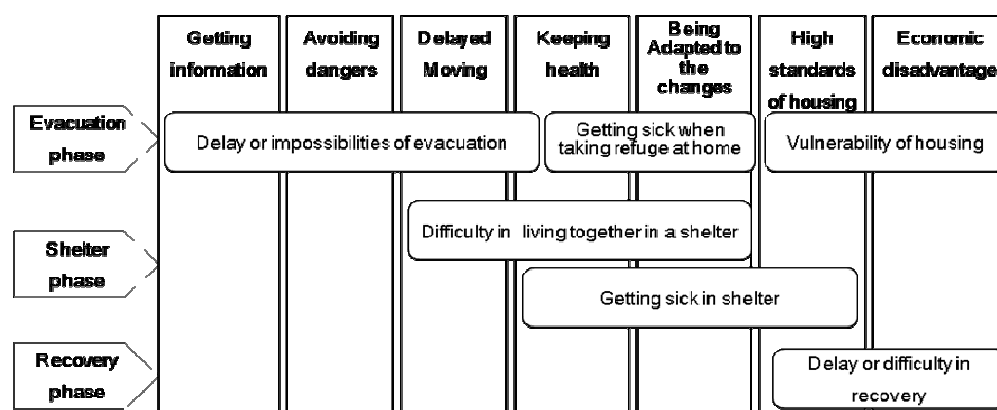 Getting
information
Avoiding
dangers
Delayed
Moving
Keeping
health
Being
Adapted to
the
changes
High
standards
of housing
Economic
disadvantage
Evacuation
phase
Delay or impossibilities of evacuation
Getting sick when
taking refuge at home
Vulnerability of housing
Shelter
phase
Difficulty in living together in a shelter
Getting sick in shelter
Recovery
phase
Delay or difficulty in
recovery